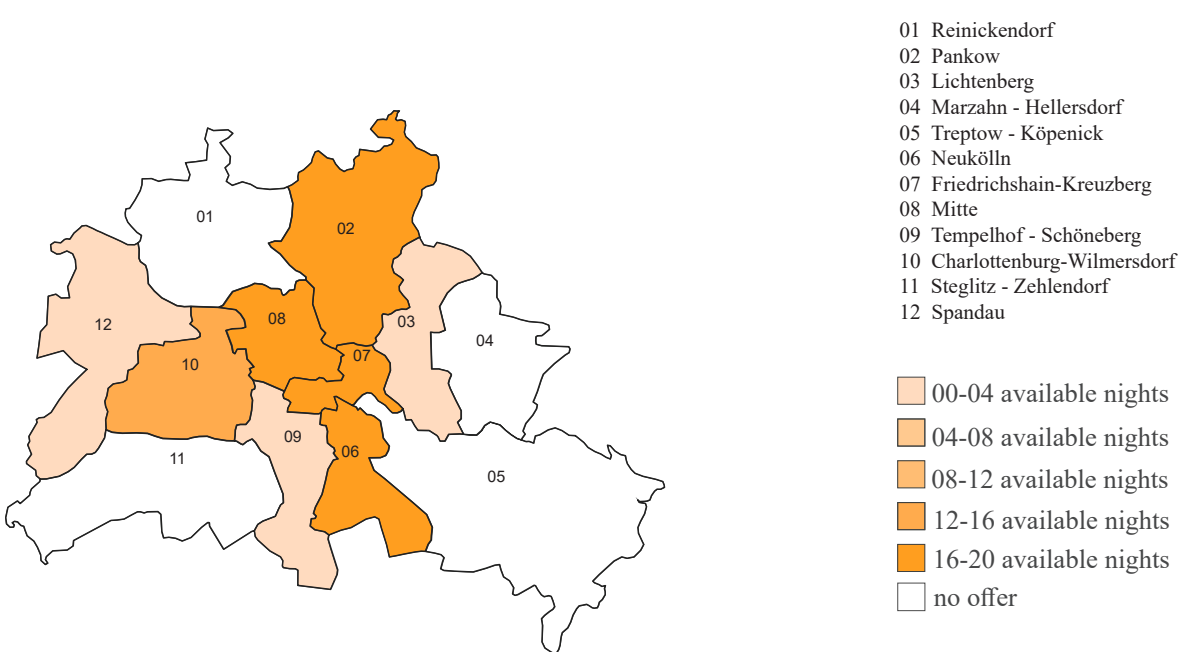 01 Reinickendorf
02 Pankow
03 Lichtenberg
04 Marzahn - Hellersdorf
05 Treptow - Köpenick
06 Neukölln
07 Friedrichshain-Kreuzberg
08 Mitte
09 Tempelhof - Schöneberg
10 Charlottenburg-Wilmersdorf
11 Steglitz - Zehlendorf
12 Spandau
01
02
03
12
08
04
07
10
09
06
11
05
00-04 available nights
04-08 available nights
08-12 available nights
12-16 available nights
16-20 available nights
no offer